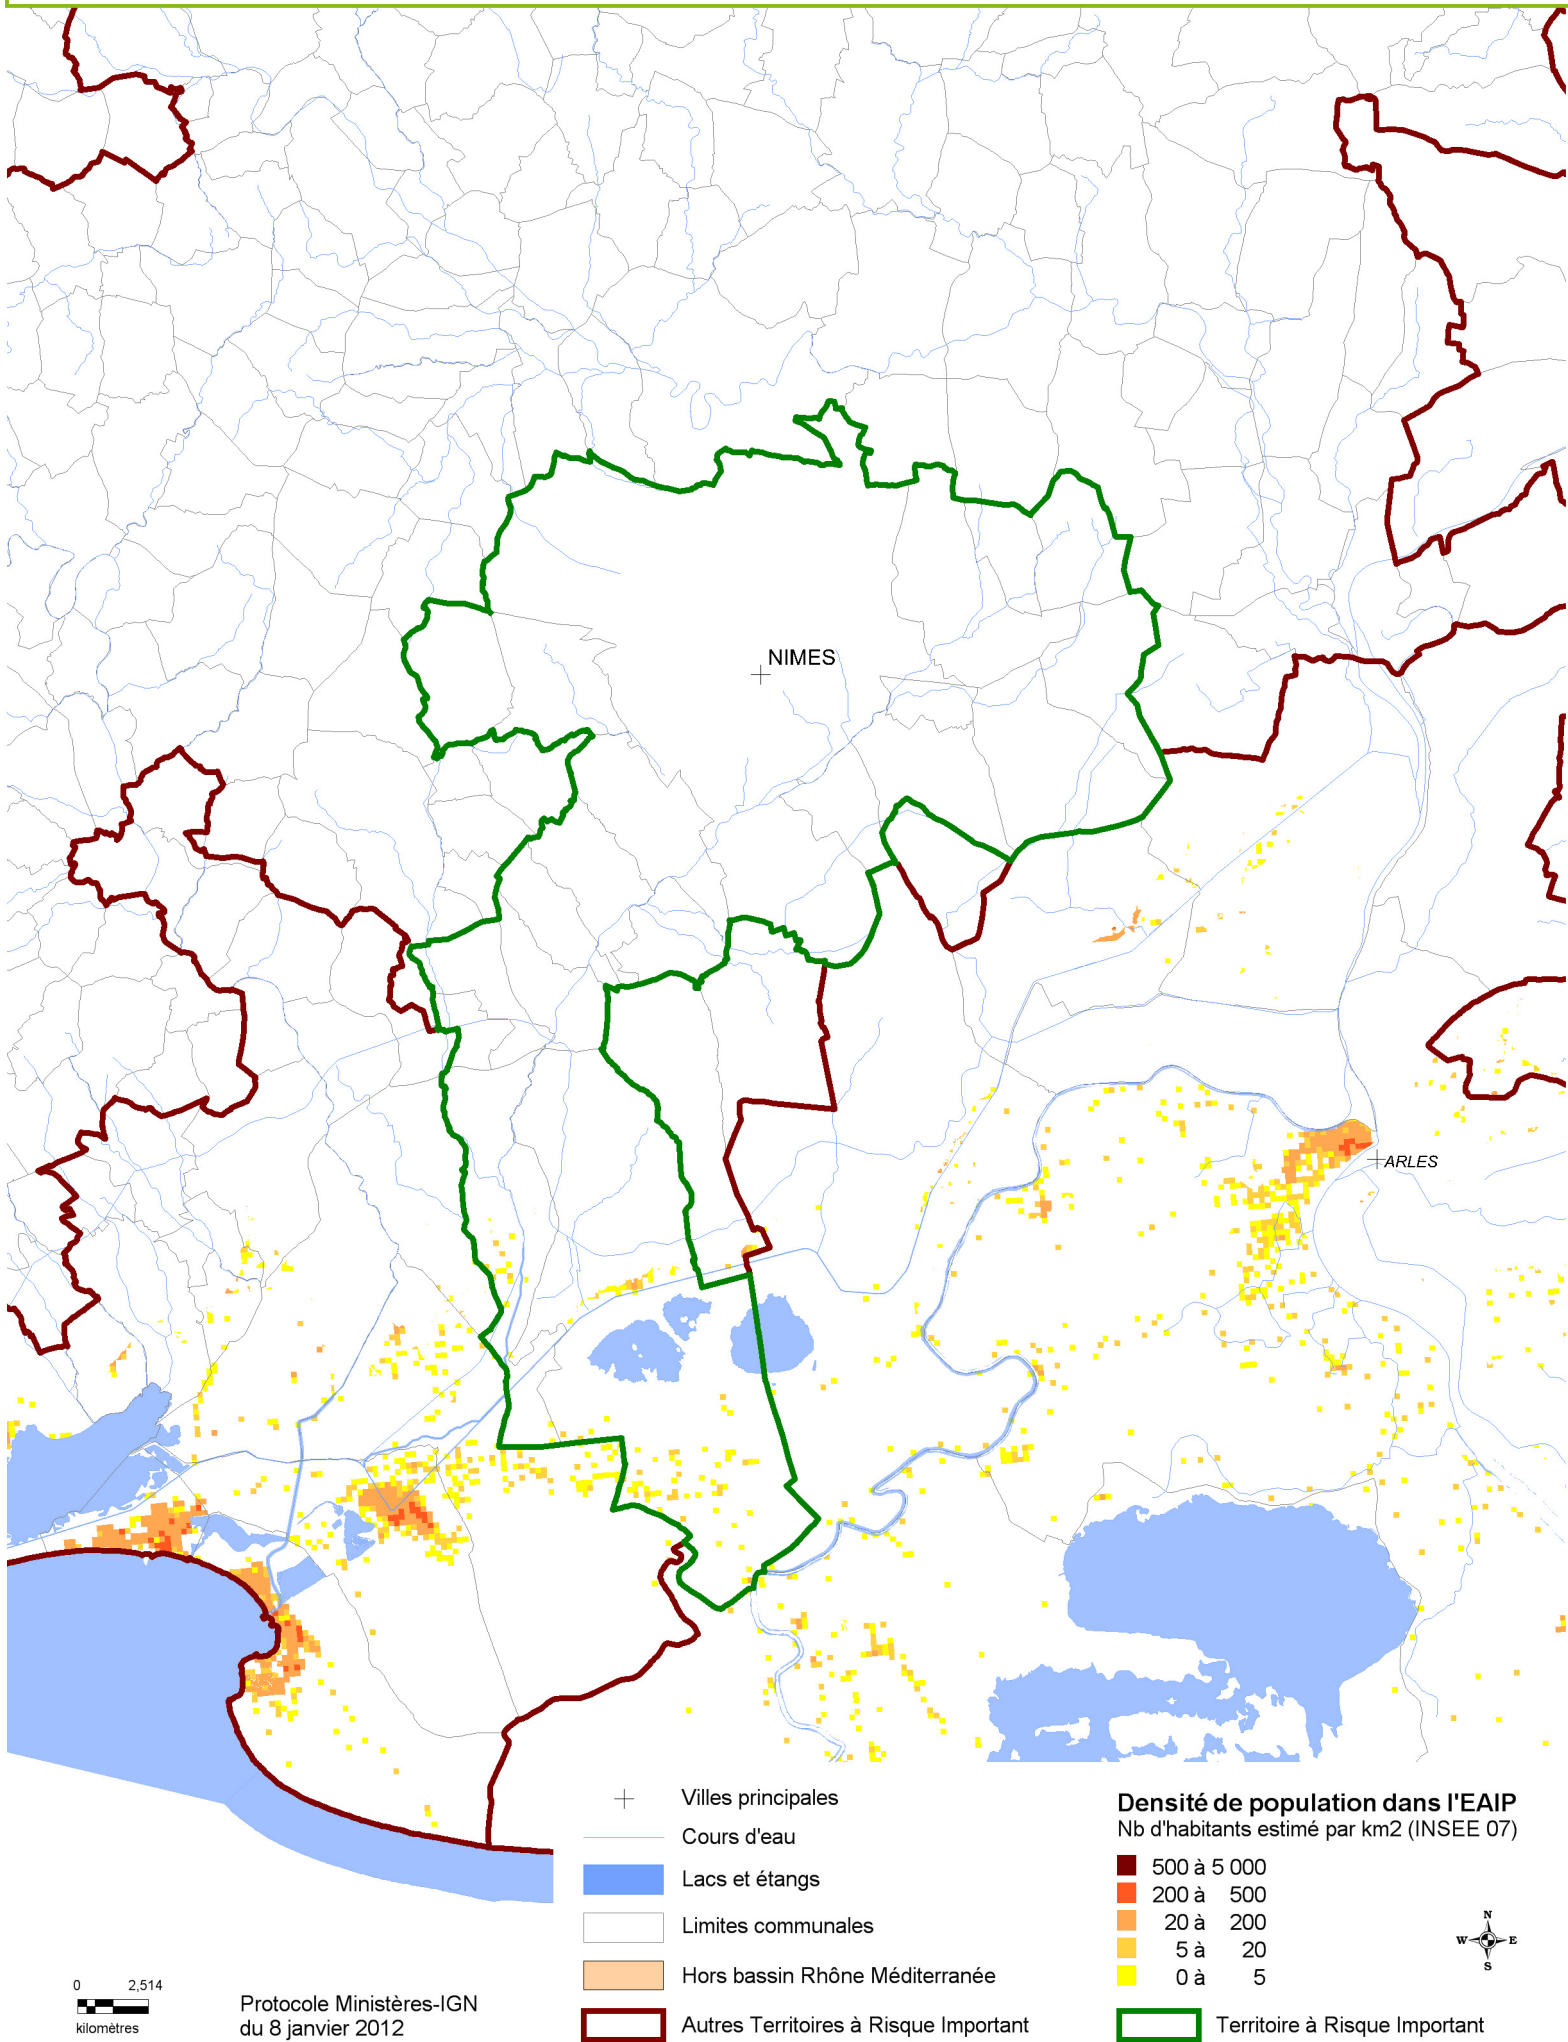 NIMES
ARLES
Villes principales
Cours d'eau
Lacs et étangs
Limites communales
Hors bassin Rhône Méditerranée
Autres Territoires à Risque Important
Densité de population dans l'EAIP
Nb d'habitants estimé par km2 (INSEE 07)
500 à 5 000
200 à 500
20 à 200
5 à 20
0 à 5
Territoire à Risque Important
N
W E
S
0 2,514
kilomètres
Protocole Ministères-IGN
du 8 janvier 2012